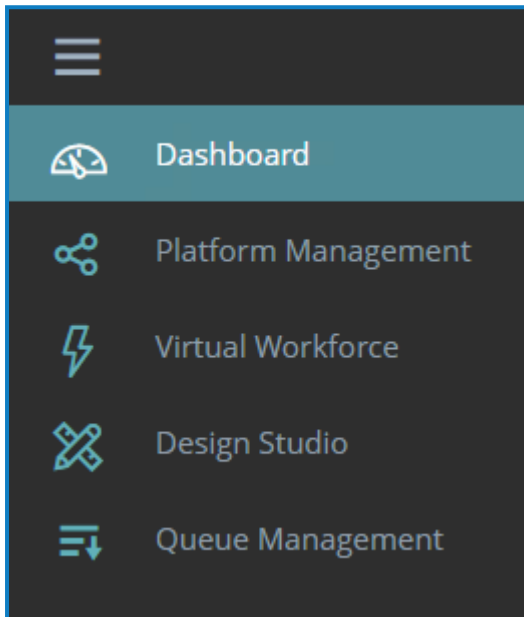 Dashboard
Platform Management
Virtual Workforce
Design Studio
Queue Management